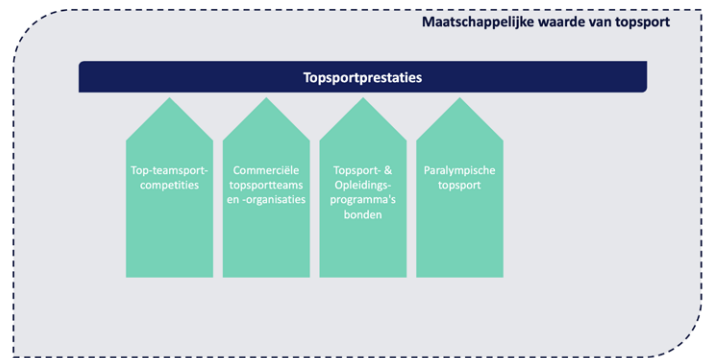 Maatschappelijke waarde van topsport
Topsportprestaties
Top-teamsport-
competities
Commerciële
topsportteams
en -organisaties
Topsport- &
Opleidings-
programma's
bonden
Paralympische
topsport